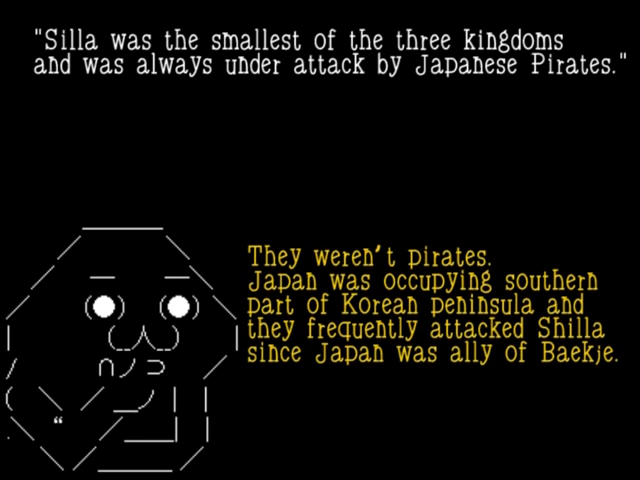 "Silla was the smallest of the three kingdoms
and was always under attack by Japanese Pirates."
They weren't pirates.
Japan was occupying southern
part of Korean peninsula and
they frequently attacked Shilla
since Japan was ally of Baekje.